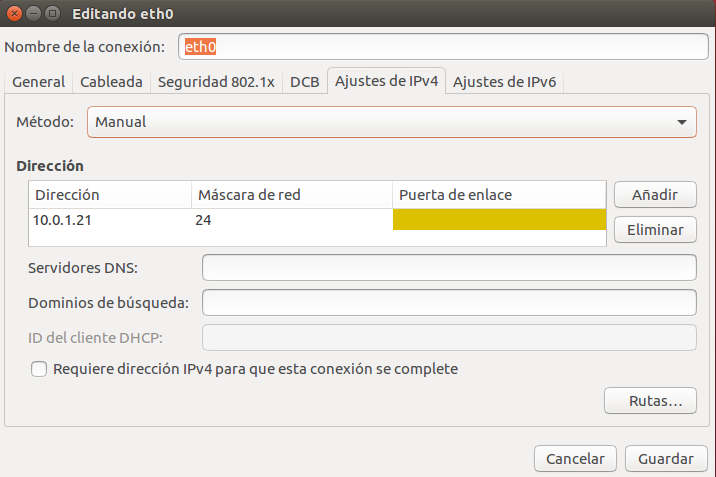 Editando eth0
Nombre de la conexión: eth0
General Cableada Seguridad 802.1x DCB Ajustes de IPv4 Ajustes de IPv6
Método: Manual
Dirección
Dirección Máscara de red Puerta de enlace Añadir
10.0.1.21 24 Eliminar
Servidores DNS:
Dominios de búsqueda:
ID del cliente DHCP:
Requiere dirección IPv4 para que esta conexión se complete
Rutas...
Cancelar Guardar